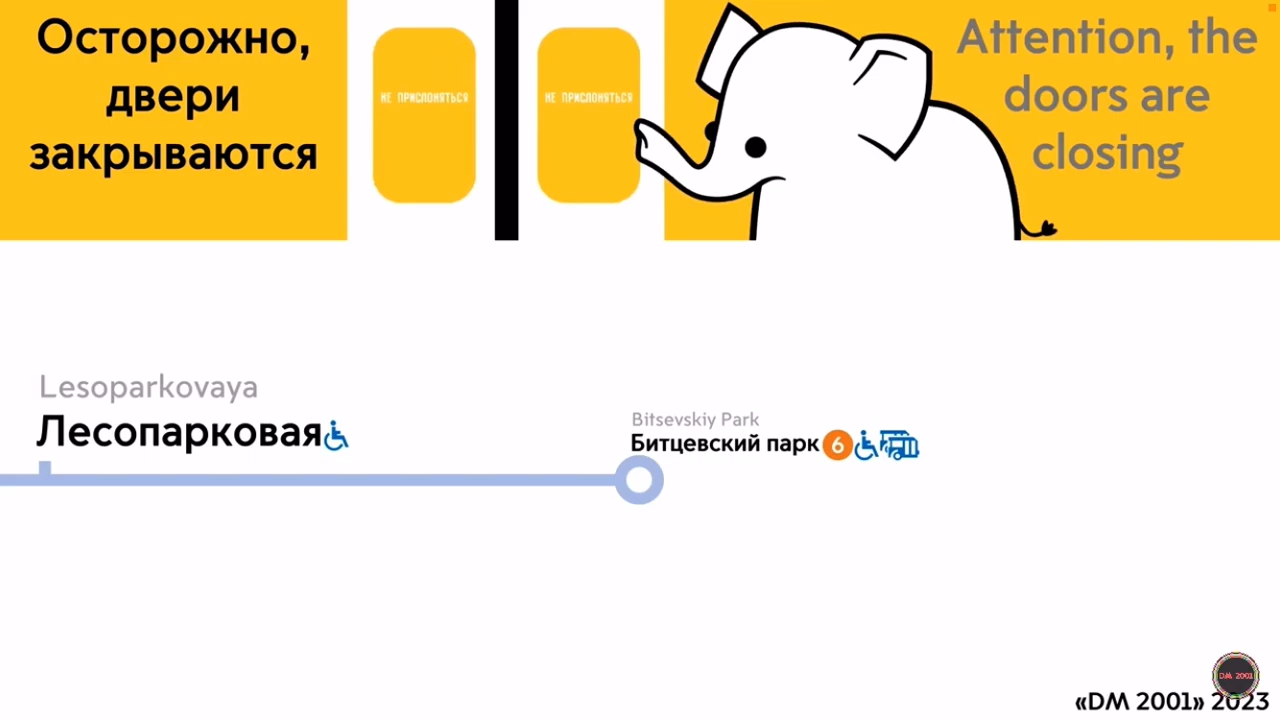 Осторожно,
двери
закрываются
НЕ ПРИСЛОНЯТЬСЯ
НЕ ПРИСЛОНЯТЬСЯ
Attention, the
doors are
closing
Lesoparkovaya
Лесопарковая
Bitsevskiy Park
Битцевский парк 6
DM 2001
«DM 2001» 2023